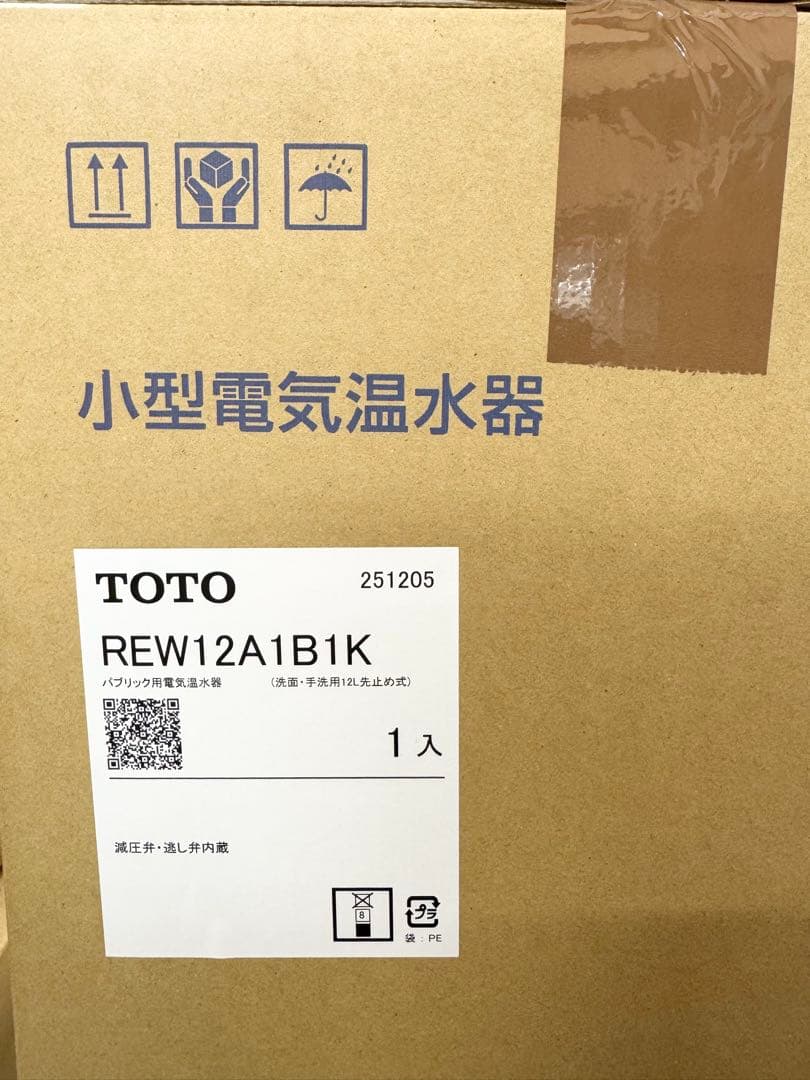 小型電気温水器
TOTO 251205
REW12A1B1K
パブリック用電気温水器 (洗面・手洗用12L先止め式)
1入
減圧弁・逃し弁内蔵
8
プラ
袋：PE